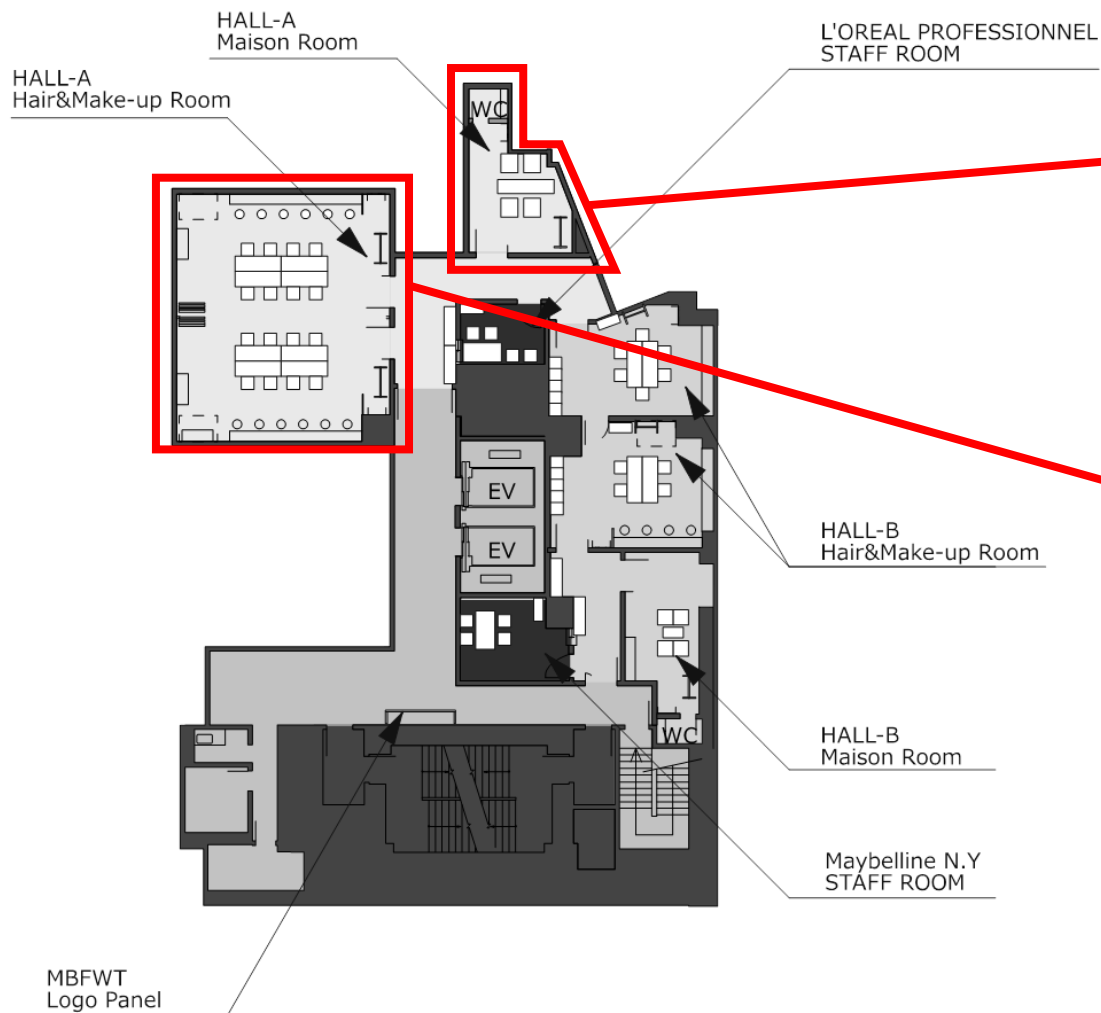 HALL-A
Maison Room
L'OREAL PROFESSIONNEL
STAFF ROOM
HALL-A
Hair&Make-up Room
WC
EV
EV
HALL-B
Hair&Make-up Room
WC
HALL-B
Maison Room
Maybelline N.Y
STAFF ROOM
MBFWT
Logo Panel